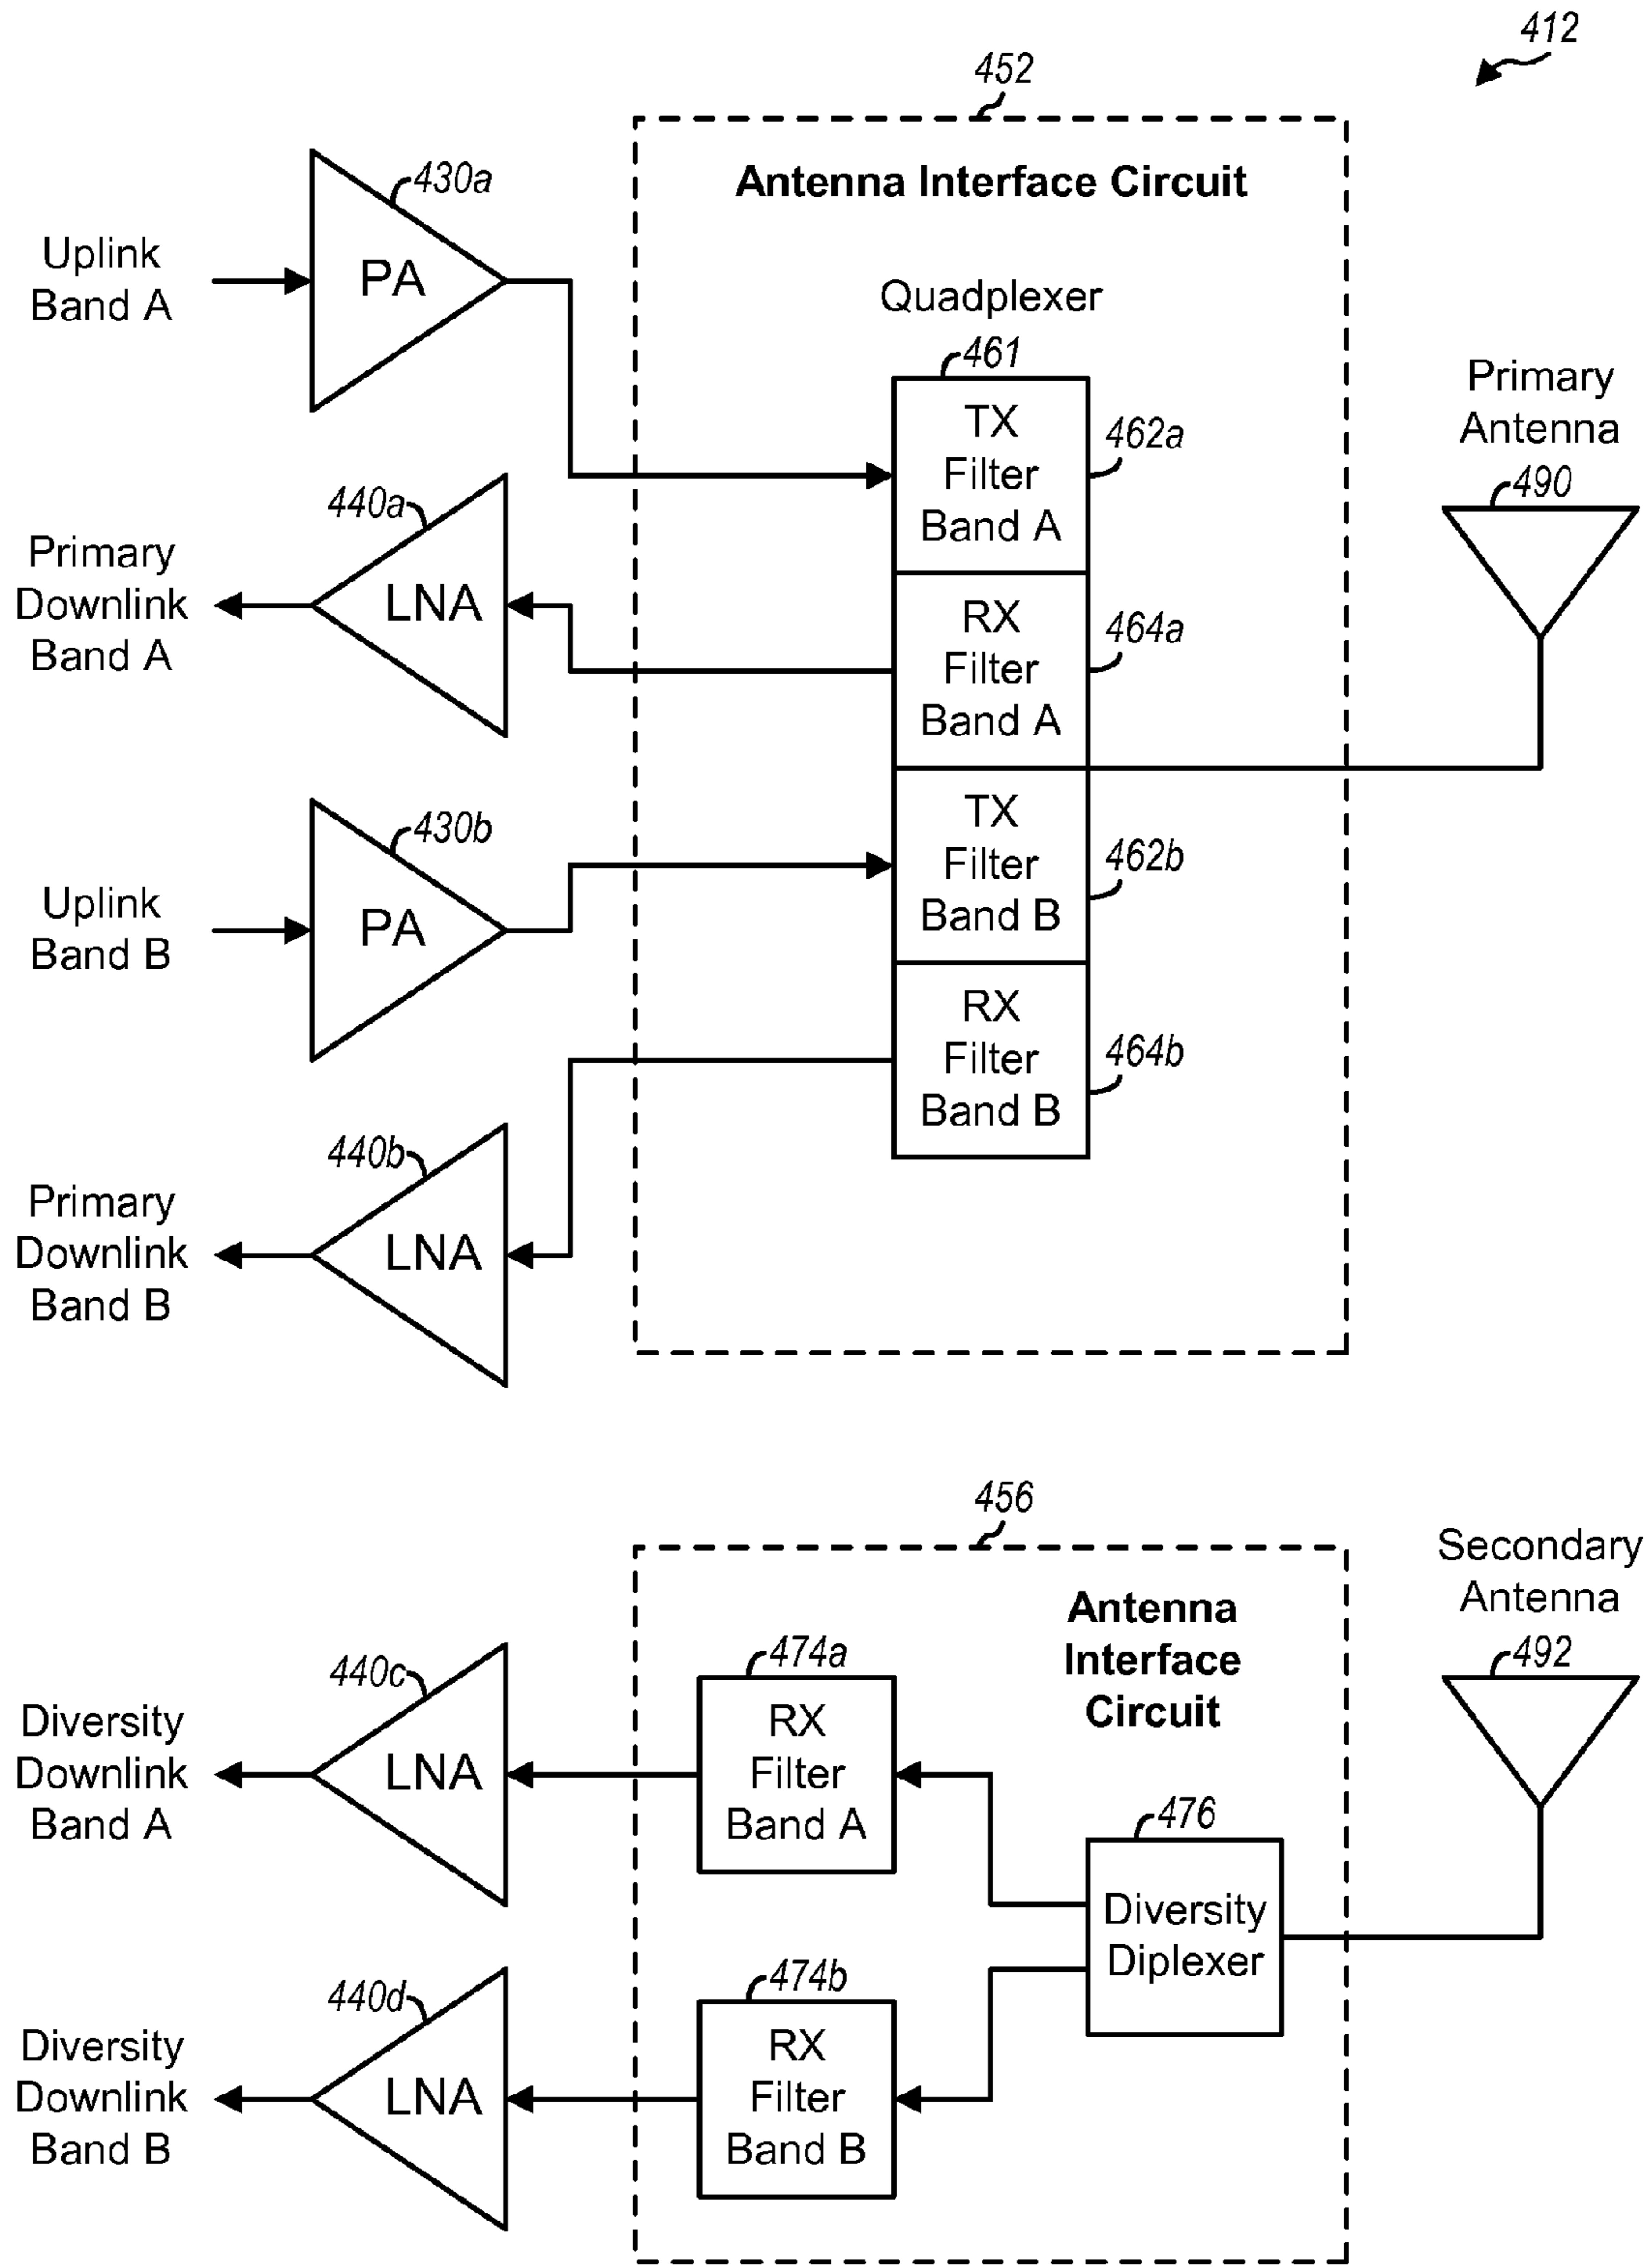 412
452
Antenna Interface Circuit
430a
Uplink
Band A
PA
Quadplexer
461
TX
Filter
Band A
462a
Primary
Antenna
490
440a
Primary
Downlink
Band A
LNA
RX
Filter
Band A
464a
430b
Uplink
Band B
PA
TX
Filter
Band B
462b
RX
Filter
Band B
464b
440b
Primary
Downlink
Band B
LNA
456
Antenna
Interface
Circuit
Secondary
Antenna
492
440c
Diversity
Downlink
Band A
LNA
474a
RX
Filter
Band A
476
Diversity
Diplexer
440d
Diversity
Downlink
Band B
LNA
474b
RX
Filter
Band B